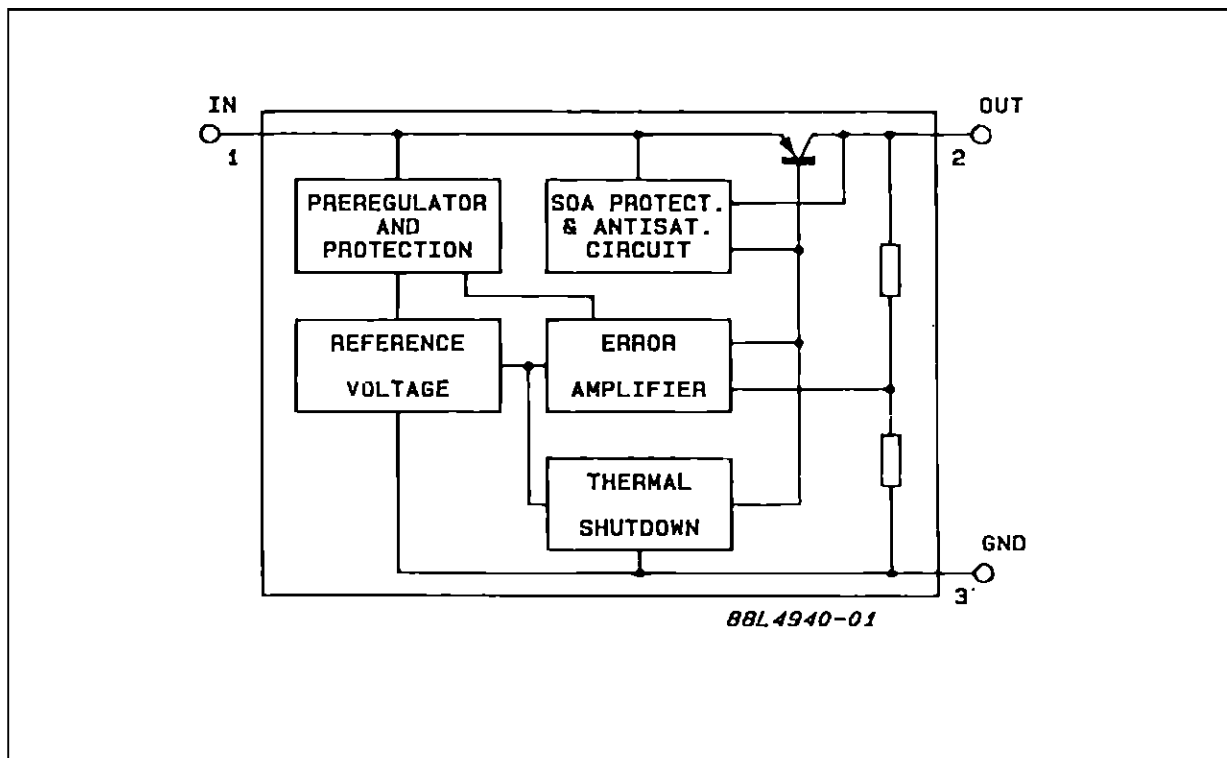 IN
OUT
1
2
PREREGULATOR
AND
PROTECTION
SOA PROTECT.
& ANTISAT.
CIRCUIT
REFERENCE
VOLTAGE
ERROR
AMPLIFIER
THERMAL
SHUTDOWN
GND
3
88L4940-01